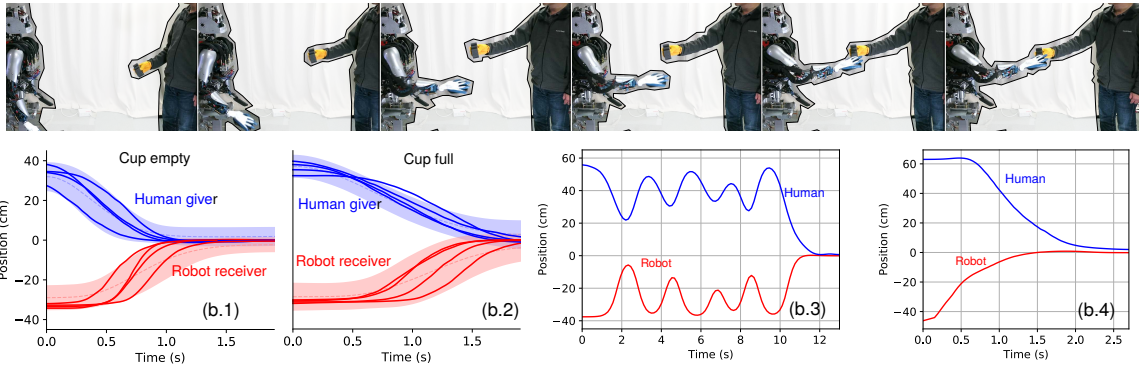 Cup empty
Human giver
Robot receiver
(b.1)
Position (cm)
40
20
0
−20
−40
0.0 0.5 1.0 1.5
Time (s)
Cup full
Human giver
Robot receiver
(b.2)
0.0 0.5 1.0 1.5
Time (s)
Human
Robot
(b.3)
Position (cm)
60
40
20
0
−20
−40
0 2 4 6 8 10 12
Time (s)
Human
Robot
(b.4)
Position (cm)
60
40
20
0
−20
−40
0.0 0.5 1.0 1.5 2.0 2.5
Time (s)